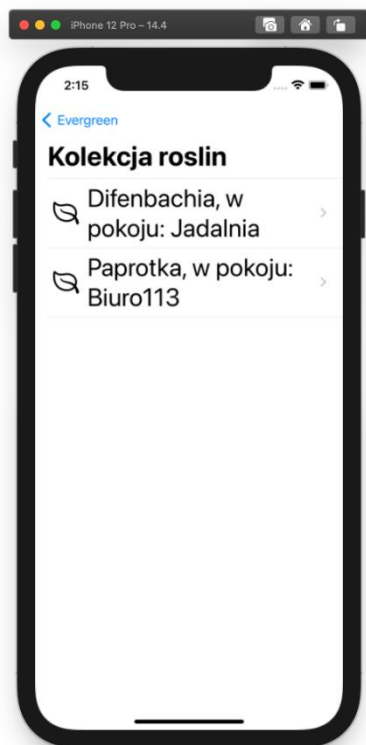 iPhone 12 Pro – 14.4
2:15
Evergreen
Kolekcja roslin
Difenbachia, w
pokoju: Jadalnia
Paprotka, w pokoju:
Biuro113